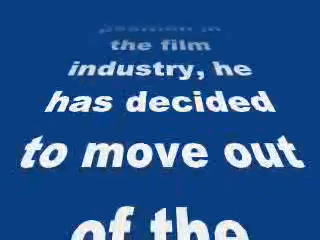 the film
industry, he
has decided
to move out
of the